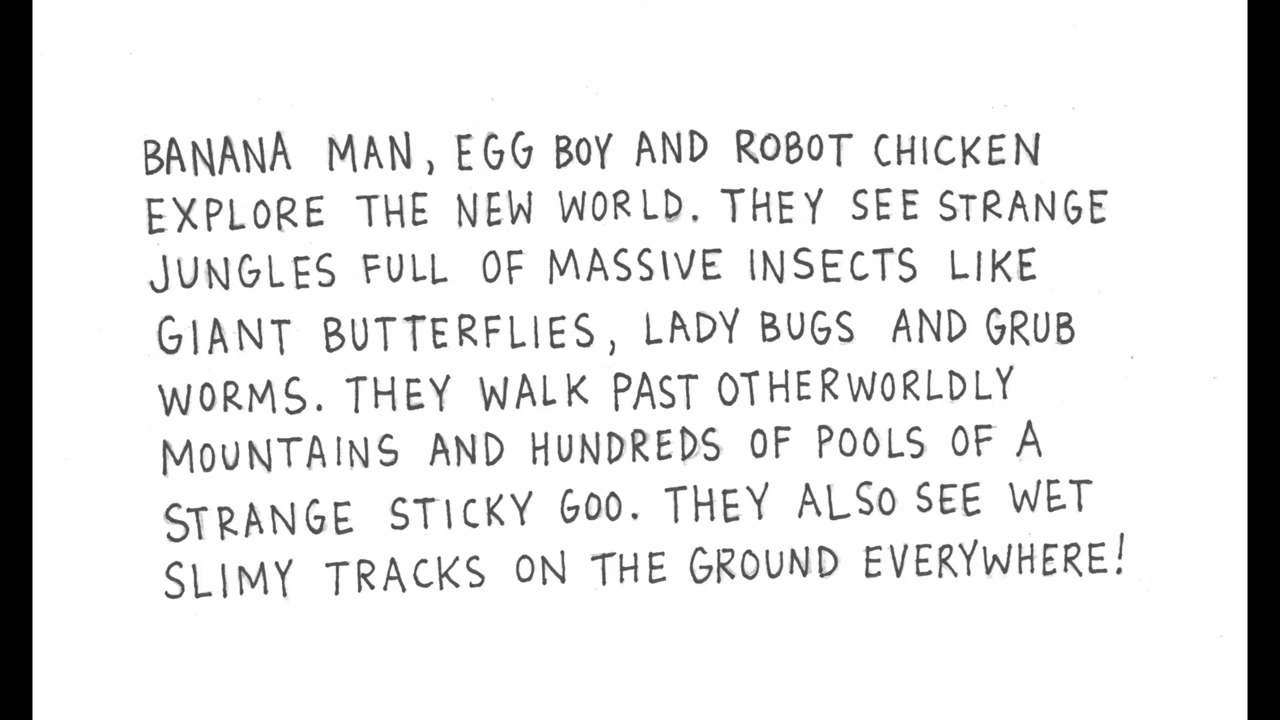 BANANA MAN, EGG BOY AND ROBOT CHICKEN
EXPLORE THE NEW WORLD. THEY SEE STRANGE
JUNGLES FULL OF MASSIVE INSECTS LIKE
GIANT BUTTERFLIES, LADY BUGS AND GRUB
WORMS. THEY WALK PAST OTHERWORLDLY
MOUNTAINS AND HUNDREDS OF POOLS OF A
STRANGE STICKY GOO. THEY ALSO SEE WET
SLIMY TRACKS ON THE GROUND EVERYWHERE!